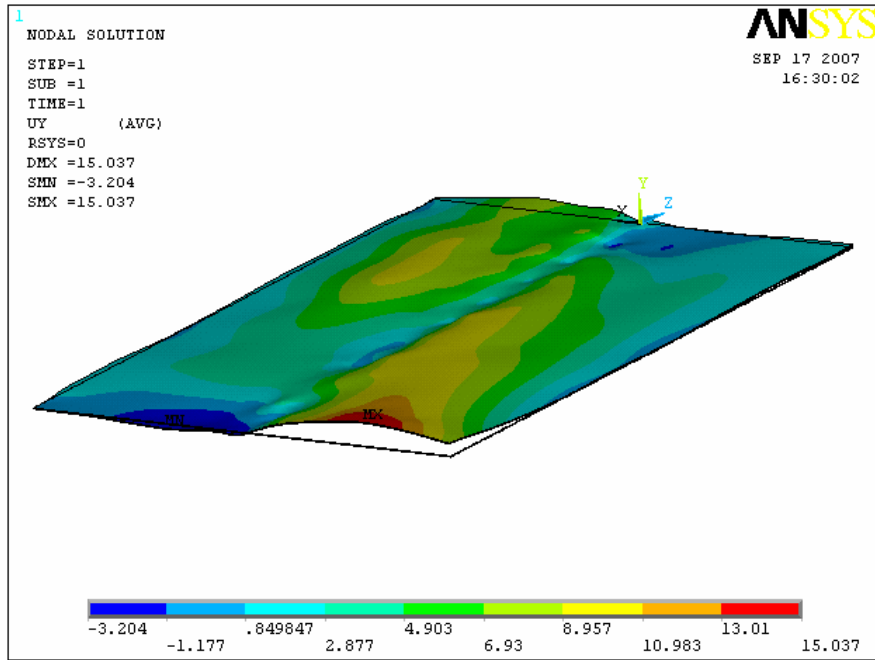 1
ANSYS
NODAL SOLUTION
SEP 17 2007
16:30:02
STEP=1
SUB =1
TIME=1
UY (AVG)
RSYS=0
DMX =15.037
SMN =-3.204
SMX =15.037
Y
X Z
MN MX
-3.204 .849847 4.903 8.957 13.01
-1.177 2.877 6.93 10.983 15.037